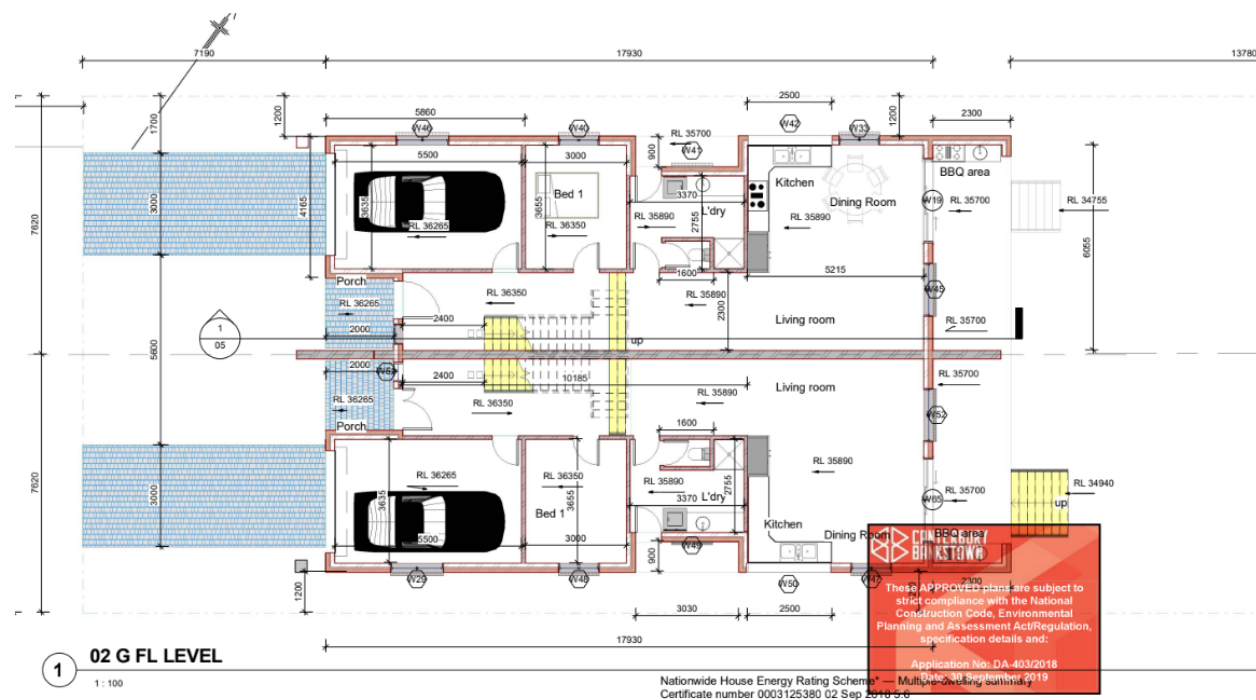 7190
17930
13780
1700
1200
5860
2500
1200
2300
W46
W40
RL 35700
W42
W33
900
W41
BBQ area
5500
3000
Kitchen
Bed 1
3000
4165
3635
3655
3370
L'dry
Dining Room
W19
RL 35700
RL 34755
RL 36265
RL 36350
RL 35890
2755
RL 35890
6055
7620
1600
5215
Porch
RL 36350
RL 35890
W45
RL 36265
2400
2300
Living room
RL 35700
1
05
2000
up
5600
2000
2400
10185
Living room
RL 35700
RL 36265
RL 36350
RL 35890
W52
Porch
1600
RL 36265
RL 36350
RL 35890
RL 35890
7620
3000
3635
3655
3370
2755
L'dry
W65
RL 35700
RL 34940
up
Bed 1
Kitchen
5500
3000
Dining Room
BBQ area
W49
W29
W48
900
W50
W47
1200
2300
3030
2500
17930
CANTERBURY
BANKSTOWN
These APPROVED plans are subject to
strict compliance with the National
Construction Code, Environmental
Planning and Assessment Act/Regulation,
specification details and:
Application No: DA-403/2018
Date: 30 September 2019
1
02 G FL LEVEL
1 : 100
Nationwide House Energy Rating Scheme* — Multiple-dwelling summary
Certificate number 0003125380 02 Sep 2018 5.6